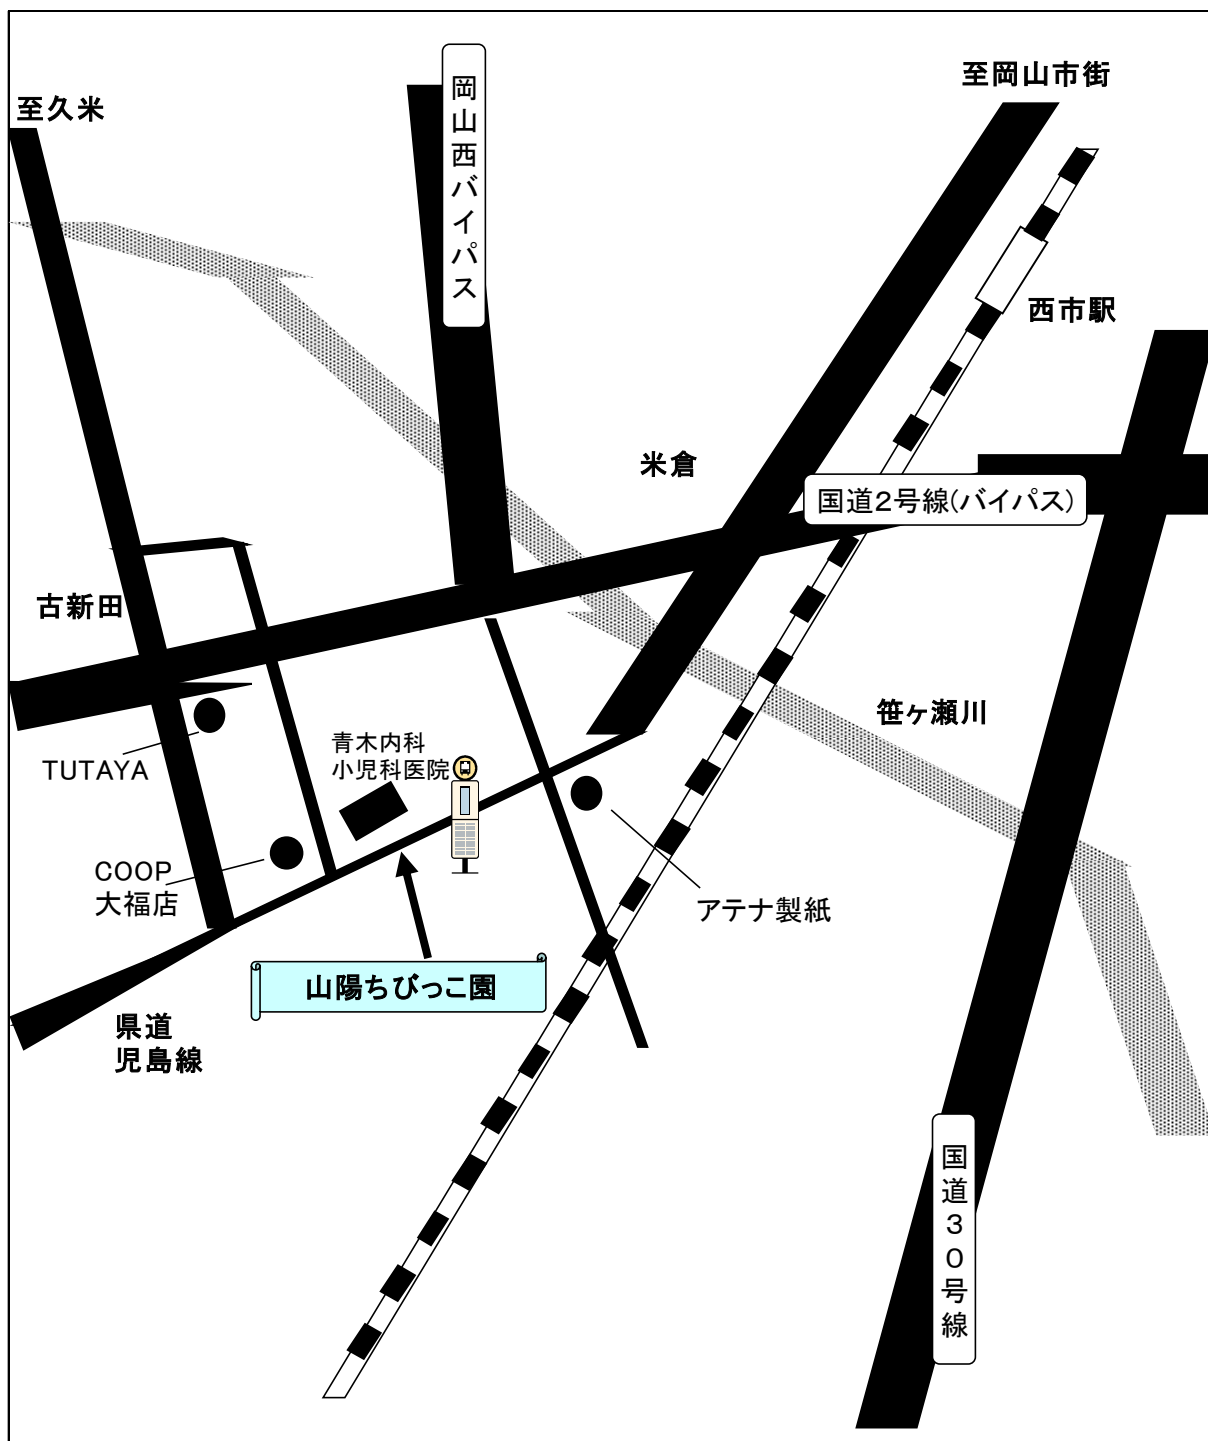 至岡山市街
至久米
岡山西バイパス
西市駅
米倉
国道2号線(バイパス)
古新田
笹ヶ瀬川
青木内科
小児科医院
TUTAYA
COOP
大福店
アテナ製紙
山陽ちびっこ園
県道
児島線
国道30号線